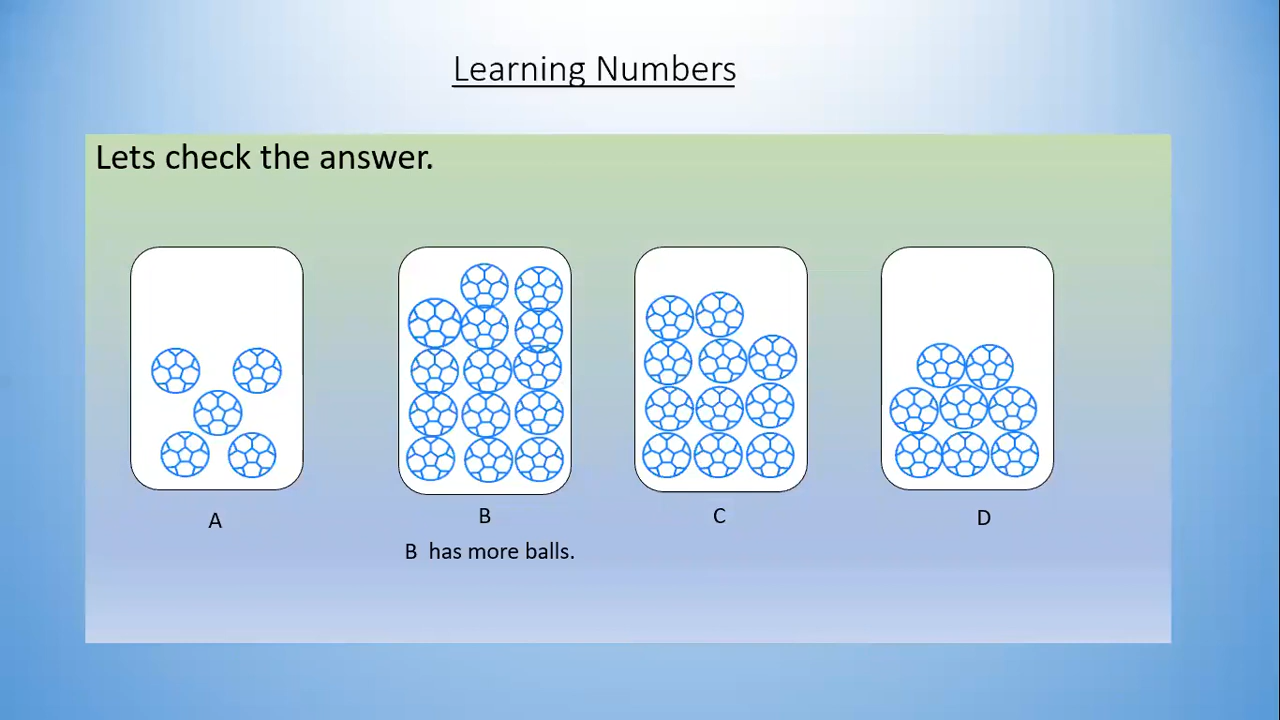 Learning Numbers
Lets check the answer.
A
B
C
D
B has more balls.